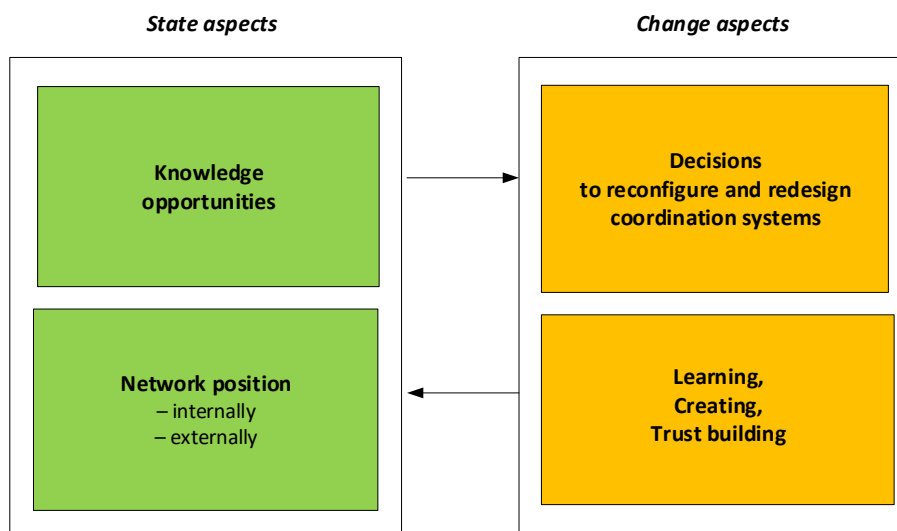 State aspects
Change aspects
Knowledge
opportunities
Decisions
to reconfigure and redesign
coordination systems
Network position
– internally
– externally
Learning,
Creating,
Trust building